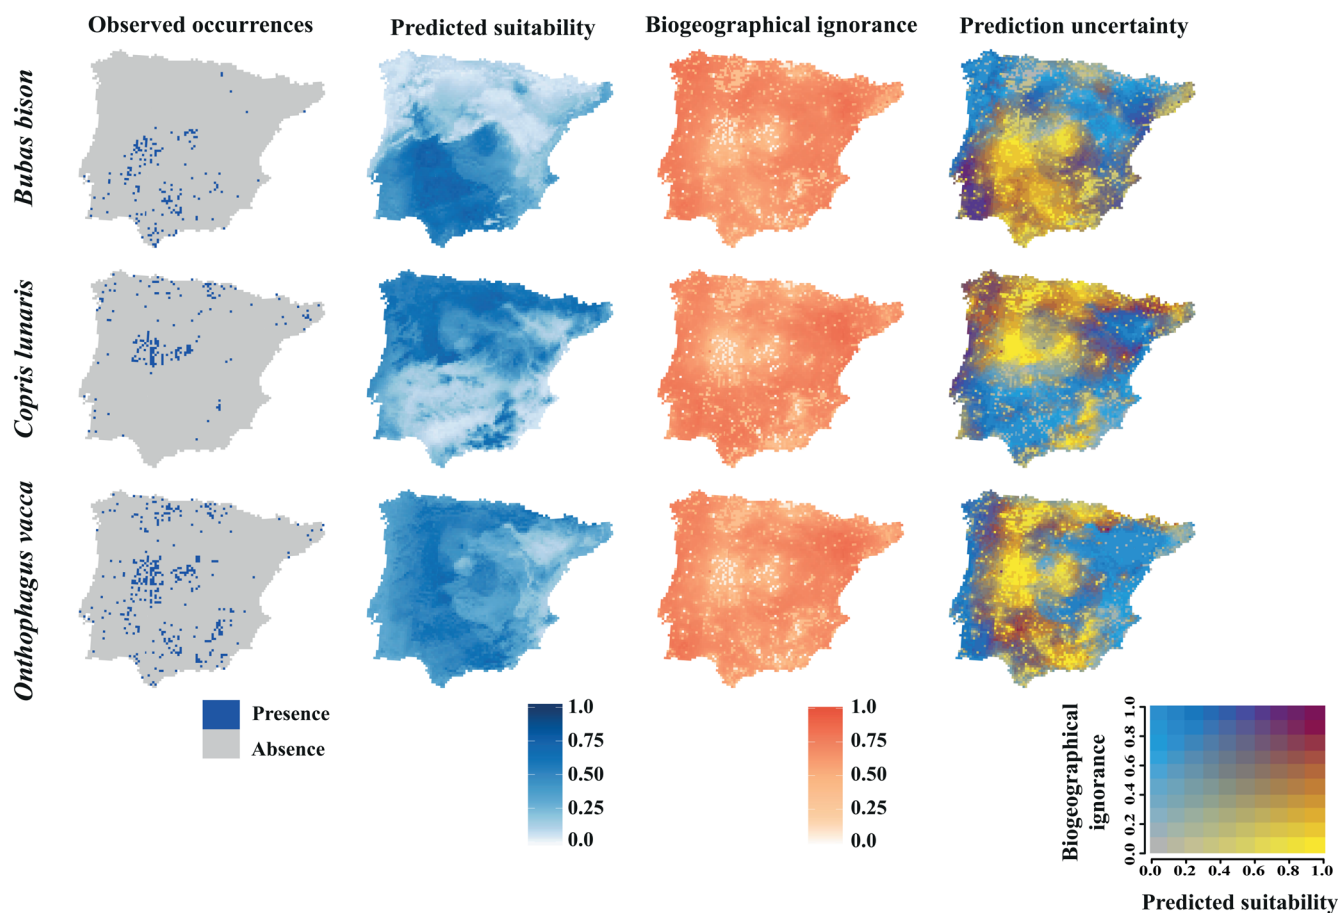 Observed occurrences
Predicted suitability
Biogeographical ignorance
Prediction uncertainty
Bubas bison
Copris lunaris
Onthophagus vacca
Presence
Absence
1.0
0.75
0.50
0.25
0.0
1.0
0.75
0.50
0.25
0.0
Biogeographical
ignorance
1.0
0.8
0.6
0.4
0.2
0.0
0.0 0.2 0.4 0.6 0.8 1.0
Predicted suitability